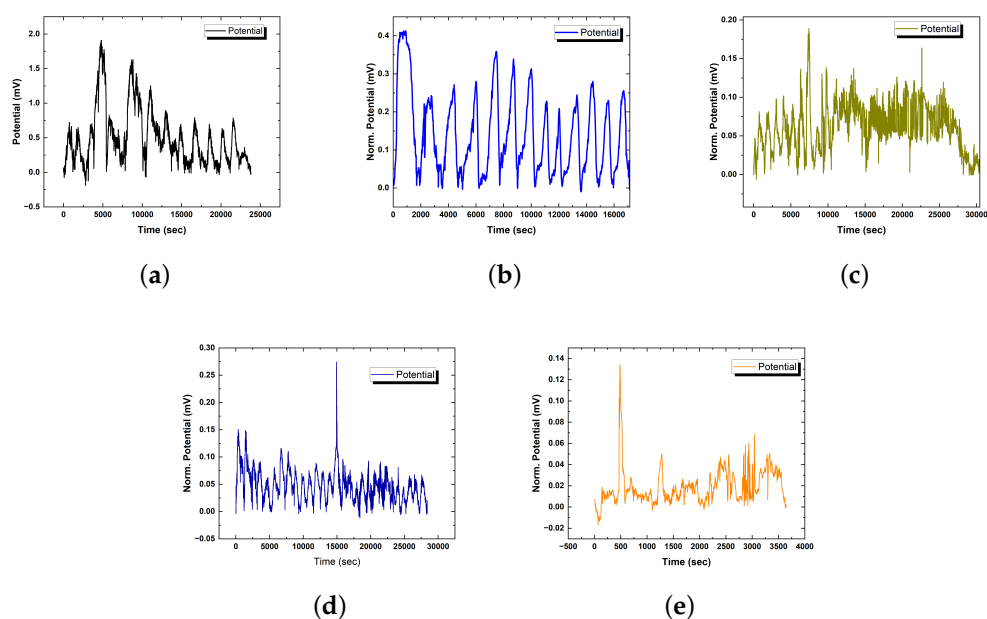 Potential
Potential (mV)
2.0
1.5
1.0
0.5
0.0
−0.5
0 5000 10000 15000 20000 25000
Time (sec)
(a)
Potential
Norm. Potential (mV)
0.4
0.3
0.2
0.1
0.0
0 2000 4000 6000 8000 10000 12000 14000 16000
Time (sec)
(b)
Potential
Norm. Potential (mV)
0.20
0.15
0.10
0.05
0.00
0 5000 10000 15000 20000 25000 30000
Time (sec)
(c)
Potential
Norm. Potential (mV)
0.30
0.25
0.20
0.15
0.10
0.05
0.00
−0.05
0 5000 10000 15000 20000 25000 30000
Time (sec)
(d)
Potential
Norm. Potential (mV)
0.14
0.12
0.10
0.08
0.06
0.04
0.02
0.00
−0.02
−500 0 500 1000 1500 2000 2500 3000 3500 4000
Time (sec)
(e)